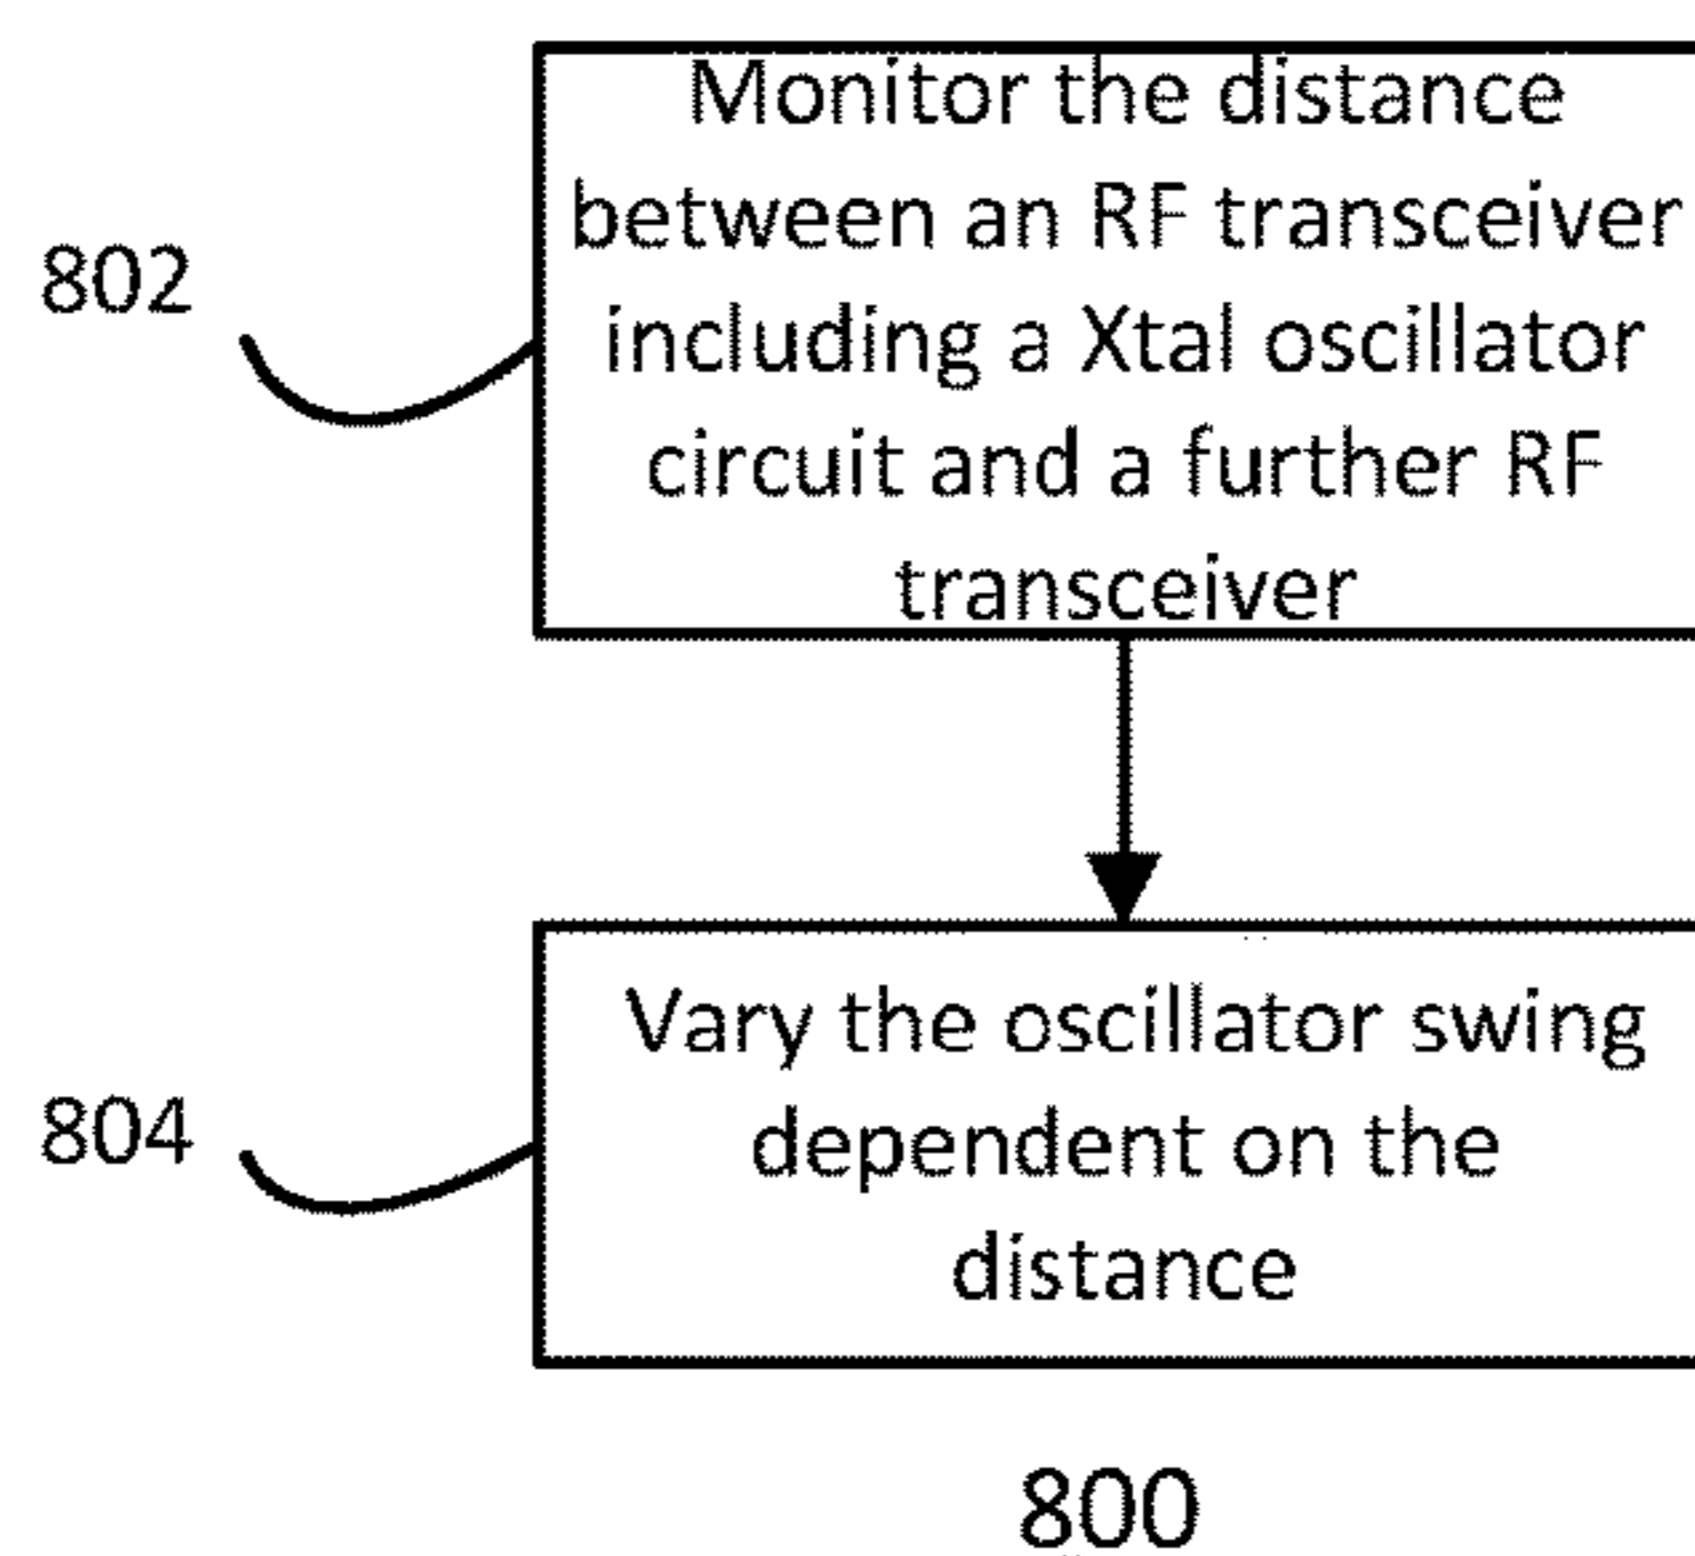 Monitor the distance
between an RF transceiver
including a Xtal oscillator
circuit and a further RF
transceiver
802
Vary the oscillator swing
dependent on the
distance
804
800